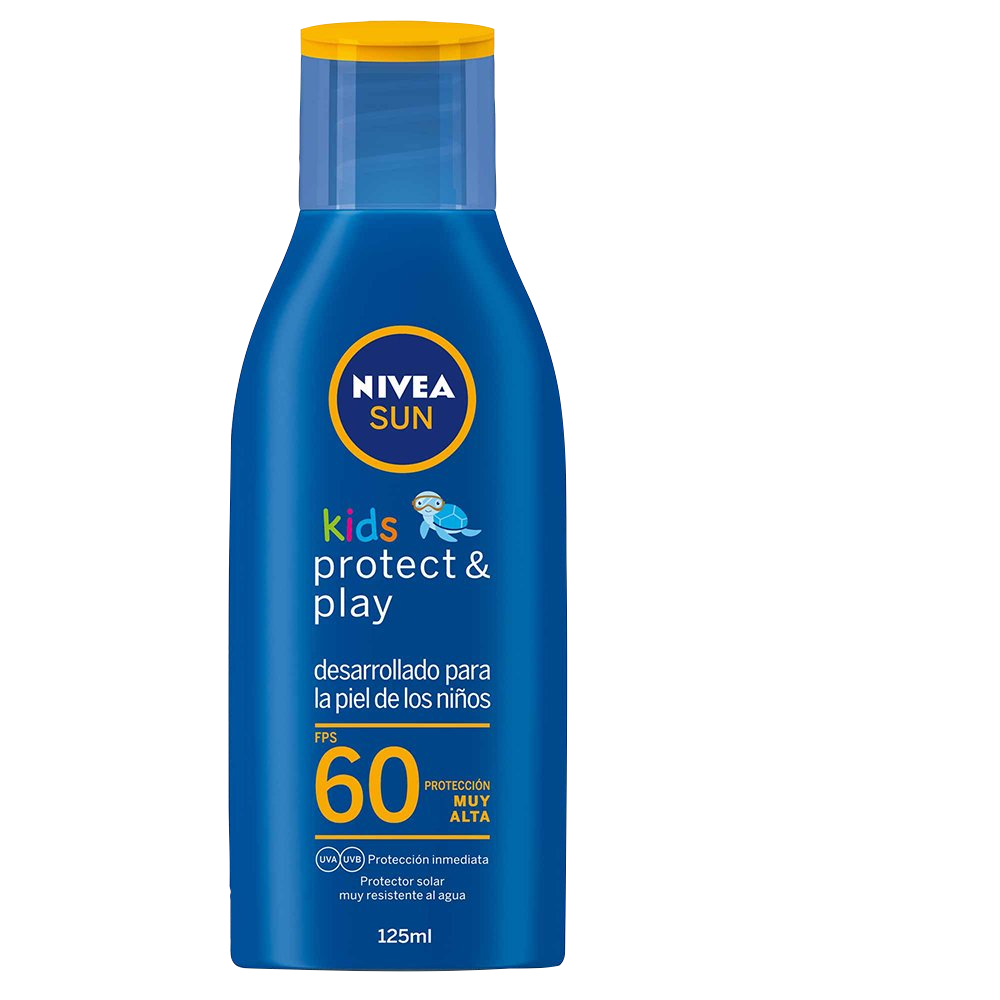 NIVEA
SUN
kids
protect &
play
desarrollado para
la piel de los niños
FPS
60
PROTECCIÓN
MUY
ALTA
UVA UVB Protección inmediata
Protector solar
muy resistente al agua
125ml